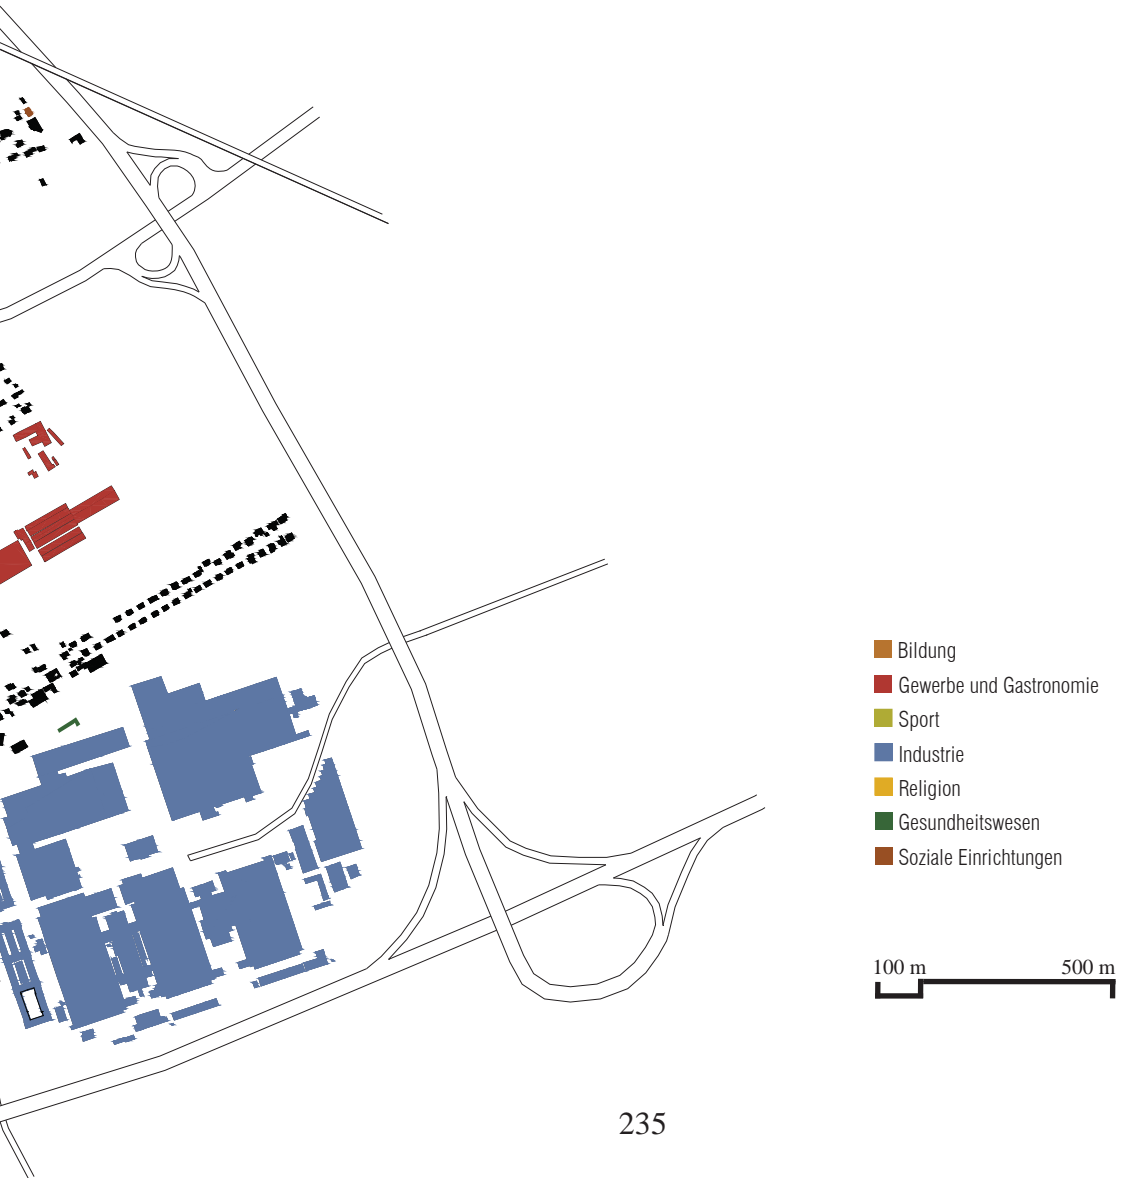 Bildung
Gewerbe und Gastronomie
Sport
Industrie
Religion
Gesundheitswesen
Soziale Einrichtungen
100 m 500 m
235